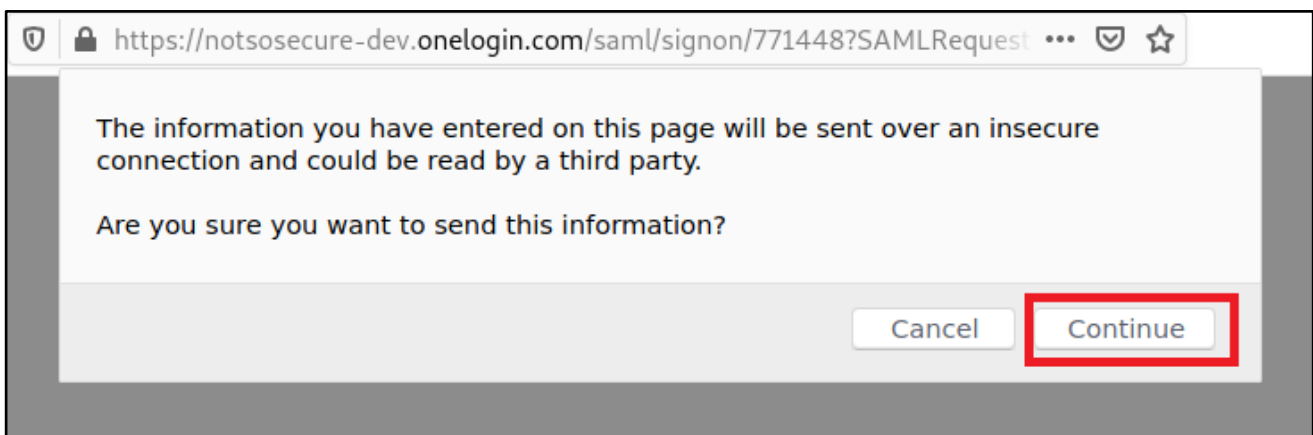 https://notsosecure-dev.onelogin.com/saml/signon/771448?SAMLRequest
The information you have entered on this page will be sent over an insecure
connection and could be read by a third party.
Are you sure you want to send this information?
Cancel Continue